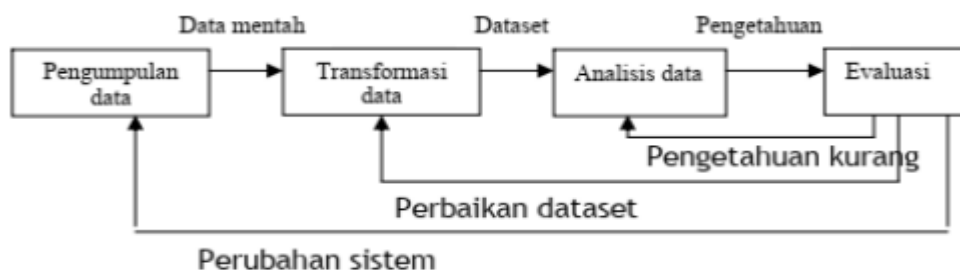 Data mentah
Dataset
Pengetahuan
Pengumpulan
data
Transformasi
data
Analisis data
Evaluasi
Pengetahuan kurang
Perbaikan dataset
Perubahan sistem